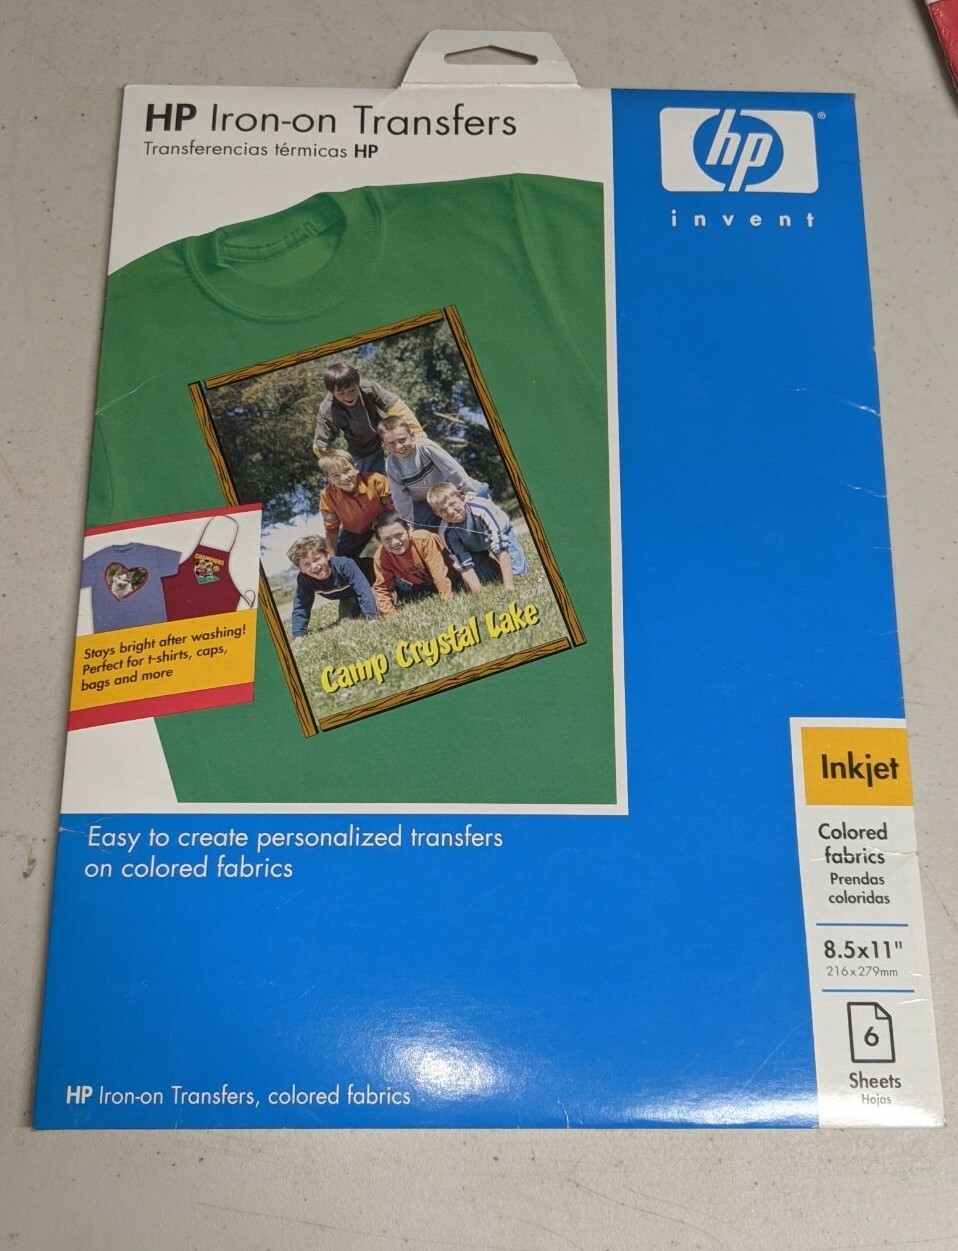 HP Iron-on Transfers
Transferencias térmicas HP
hp ®
invent
CHAMPIONS
Stays bright after washing!
Perfect for t-shirts, caps,
bags and more
Camp Crystal Lake
Easy to create personalized transfers
on colored fabrics
Inkjet
Colored
fabrics
Prendas
coloridas
8.5x11"
216x279mm
6
Sheets
Hojas
HP Iron-on Transfers, colored fabrics